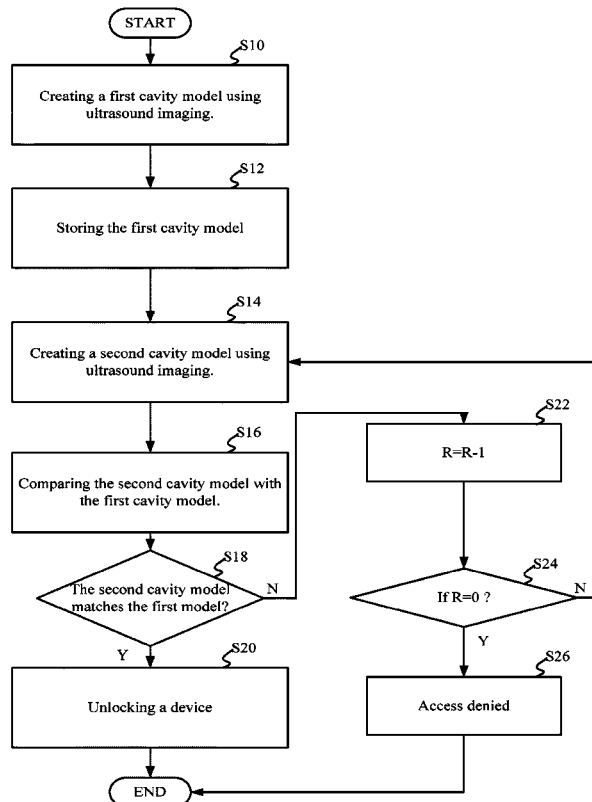 START
S10
Creating a first cavity model using
ultrasound imaging.
S12
Storing the first cavity model
S14
Creating a second cavity model using
ultrasound imaging.
S16
Comparing the second cavity model with
the first cavity model.
S18
The second cavity model
matches the first model?
N
Y
S20
Unlocking a device
END
S22
R=R-1
S24
If R=0 ?
N
Y
S26
Access denied